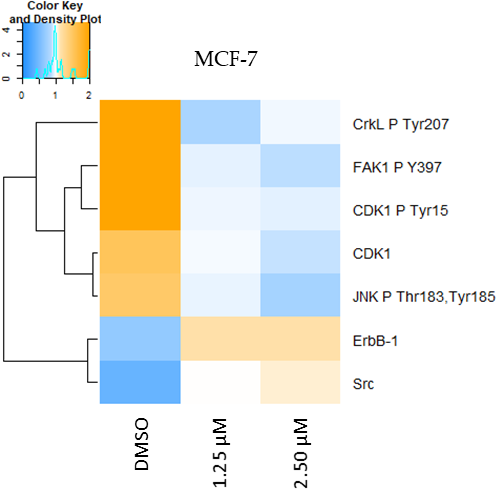 Color Key
and Density Plot
0 2 4
0 1 2
MCF-7
CrkL P Tyr207
FAK1 P Y397
CDK1 P Tyr15
CDK1
JNK P Thr183,Tyr185
ErbB-1
Src
DMSO
1.25 µM
2.50 µM